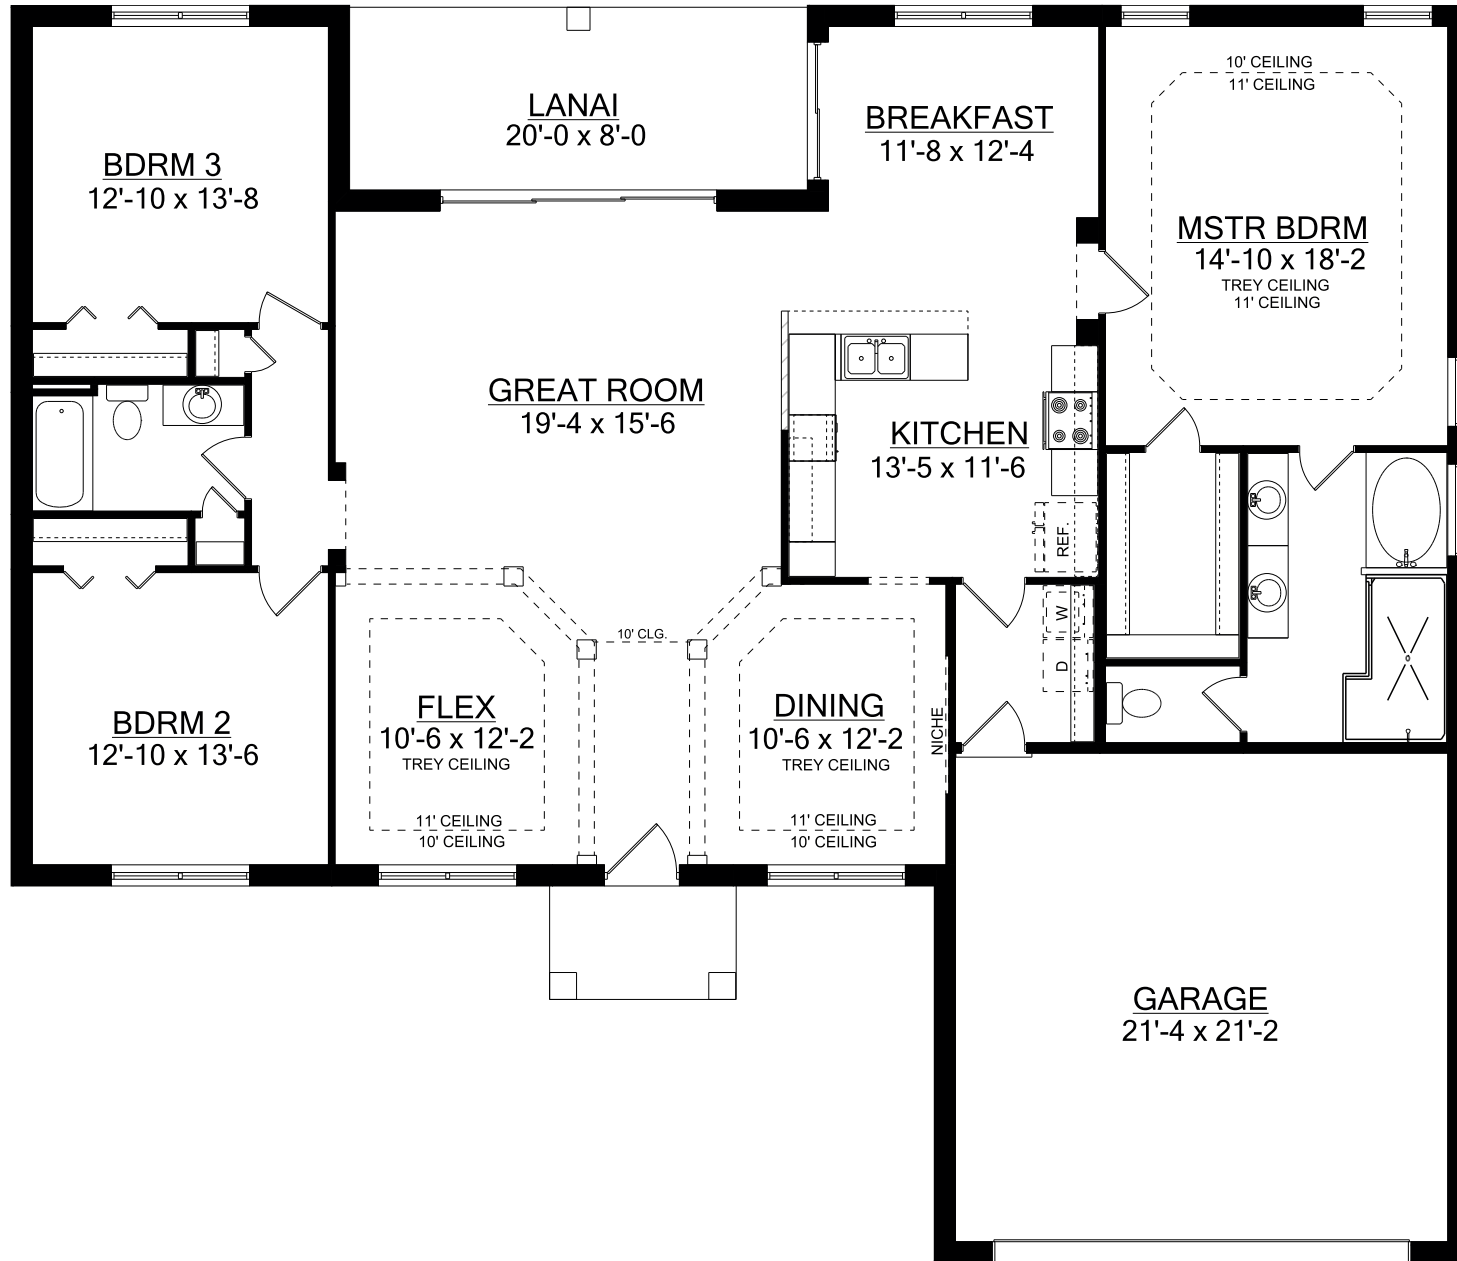 10' CEILING
11' CEILING
LANAI
20'-0 x 8'-0
BREAKFAST
11'-8 x 12'-4
BDRM 3
12'-10 x 13'-8
MSTR BDRM
14'-10 x 18'-2
TREY CEILING
11' CEILING
GREAT ROOM
19'-4 x 15'-6
KITCHEN
13'-5 x 11'-6
REF.
W
D
10' CLG.
BDRM 2
12'-10 x 13'-6
FLEX
10'-6 x 12'-2
TREY CEILING
11' CEILING
10' CEILING
DINING
10'-6 x 12'-2
TREY CEILING
11' CEILING
10' CEILING
NICHE
GARAGE
21'-4 x 21'-2